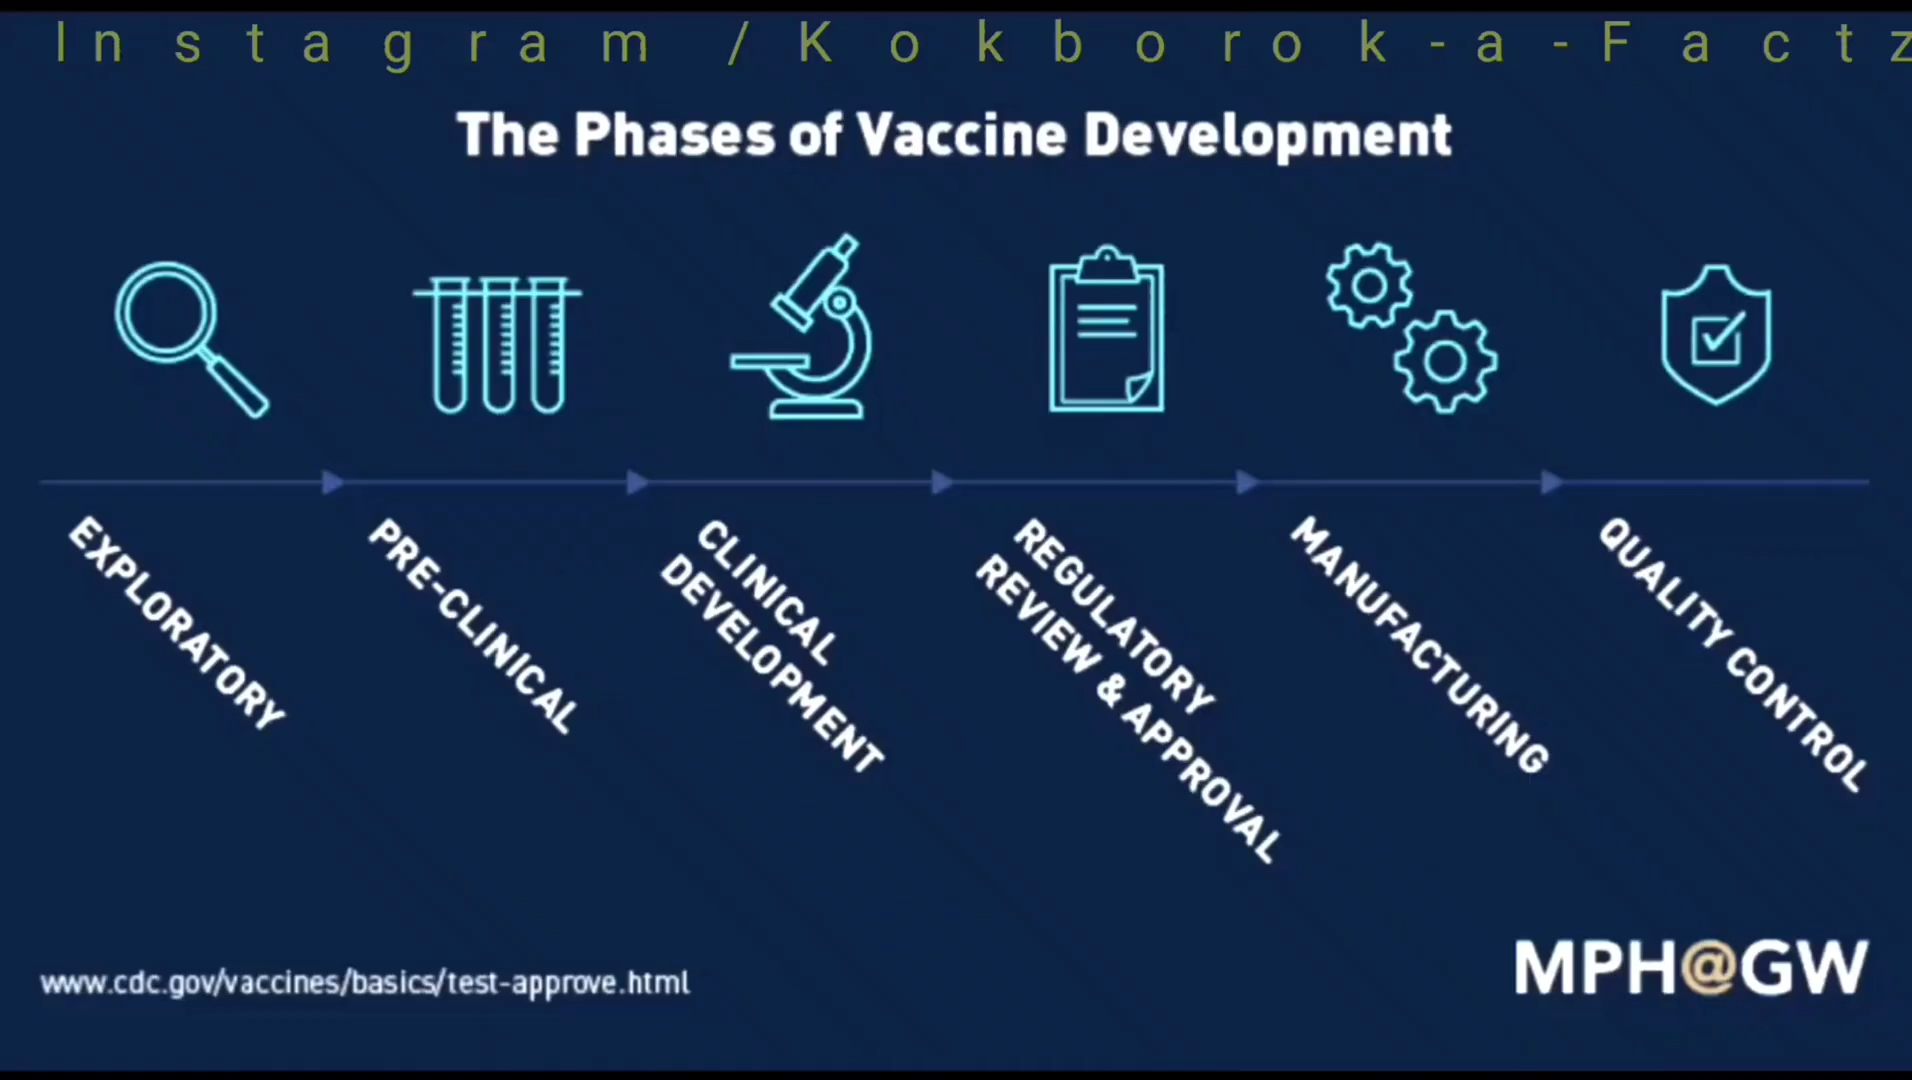 Instagram /Kokborok-a-Factz
The Phases of Vaccine Development
EXPLORATORY
PRE-CLINICAL
CLINICAL
DEVELOPMENT
REGULATORY
REVIEW & APPROVAL
MANUFACTURING
QUALITY CONTROL
www.cdc.gov/vaccines/basics/test-approve.html
MPH@GW